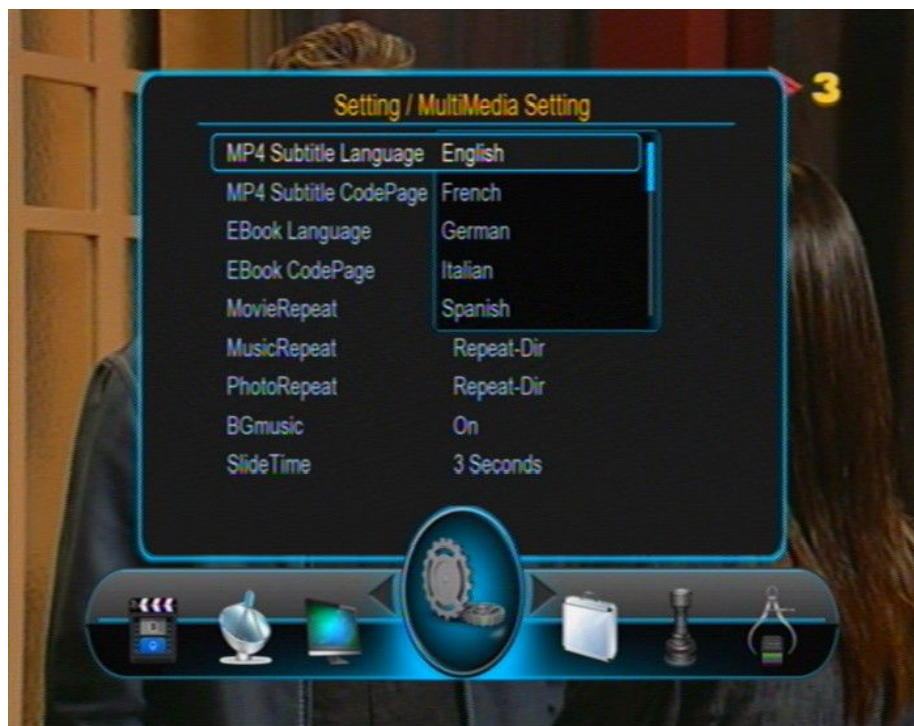 3
Setting / MultiMedia Setting
MP4 Subtitle Language English
MP4 Subtitle CodePage French
EBook Language German
EBook CodePage Italian
MovieRepeat Spanish
MusicRepeat Repeat-Dir
PhotoRepeat Repeat-Dir
BGmusic On
SlideTime 3 Seconds